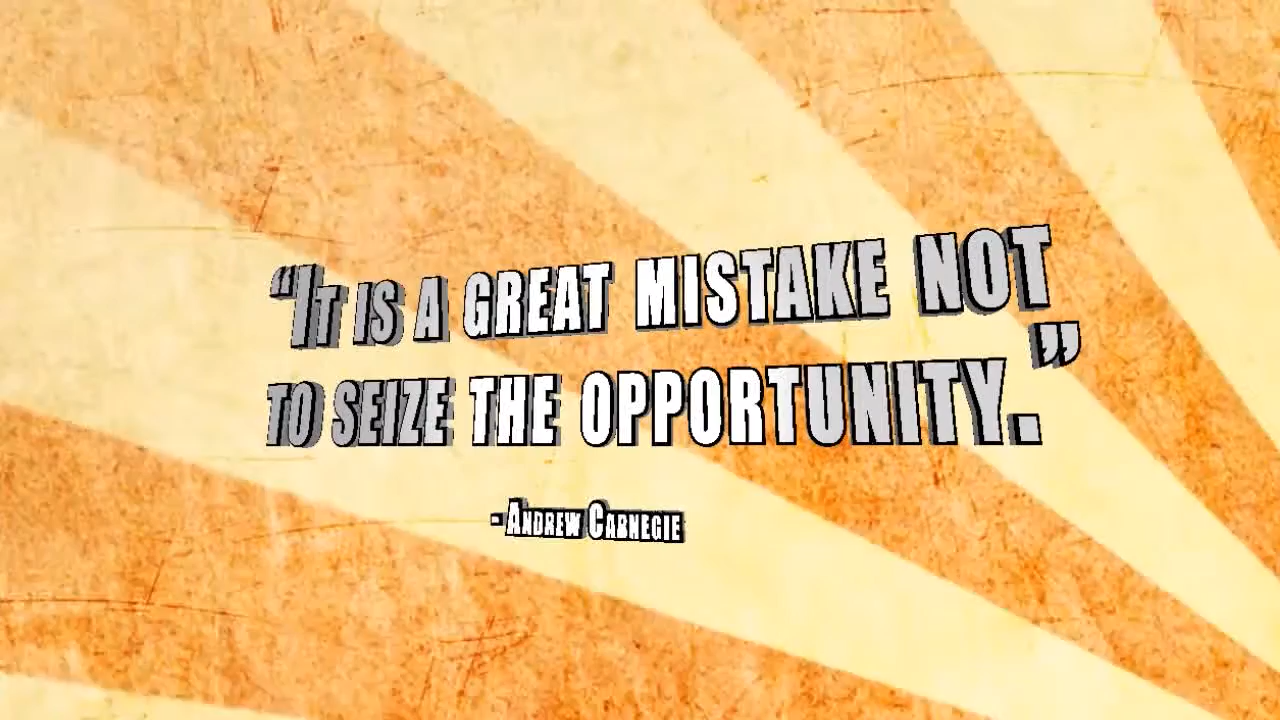 “It is a great mistake not
to seize the opportunity.”
- Andrew Carnegie